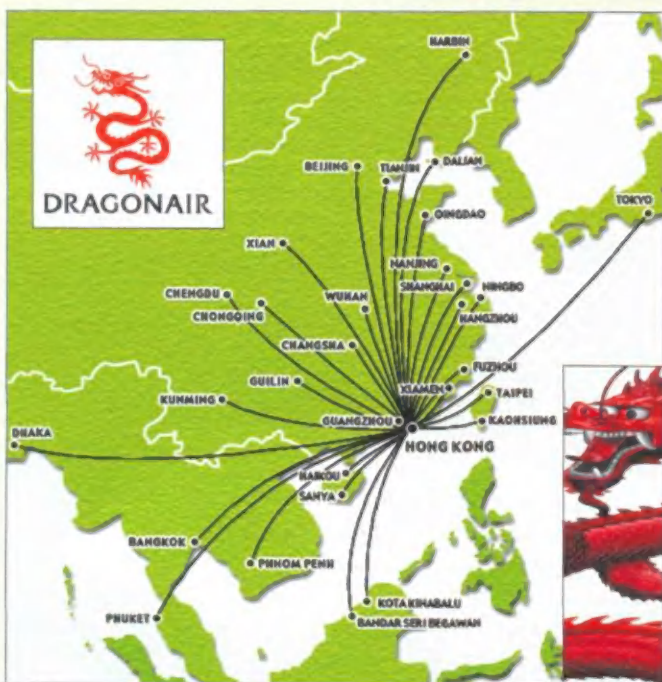 DRAGONAIR
HARBIN
BEIJING
TIANJIN
DALIAN
QINGDAO
TOKYO
XIAN
NANJING
SHANGHAI
NINGBO
CHENGDU
CHONGQING
WUHAN
HANGZHOU
CHANGSHA
FUZHOU
GUILIN
XIAMEN
TAIPEI
KUNMING
GUANGZHOU
KAOHSIUNG
DHAKA
HONG KONG
HAIKOU
SANYA
BANGKOK
PHNOM PENH
KOTA KINABALU
PHUKET
BANDAR SERI BEGAWAN